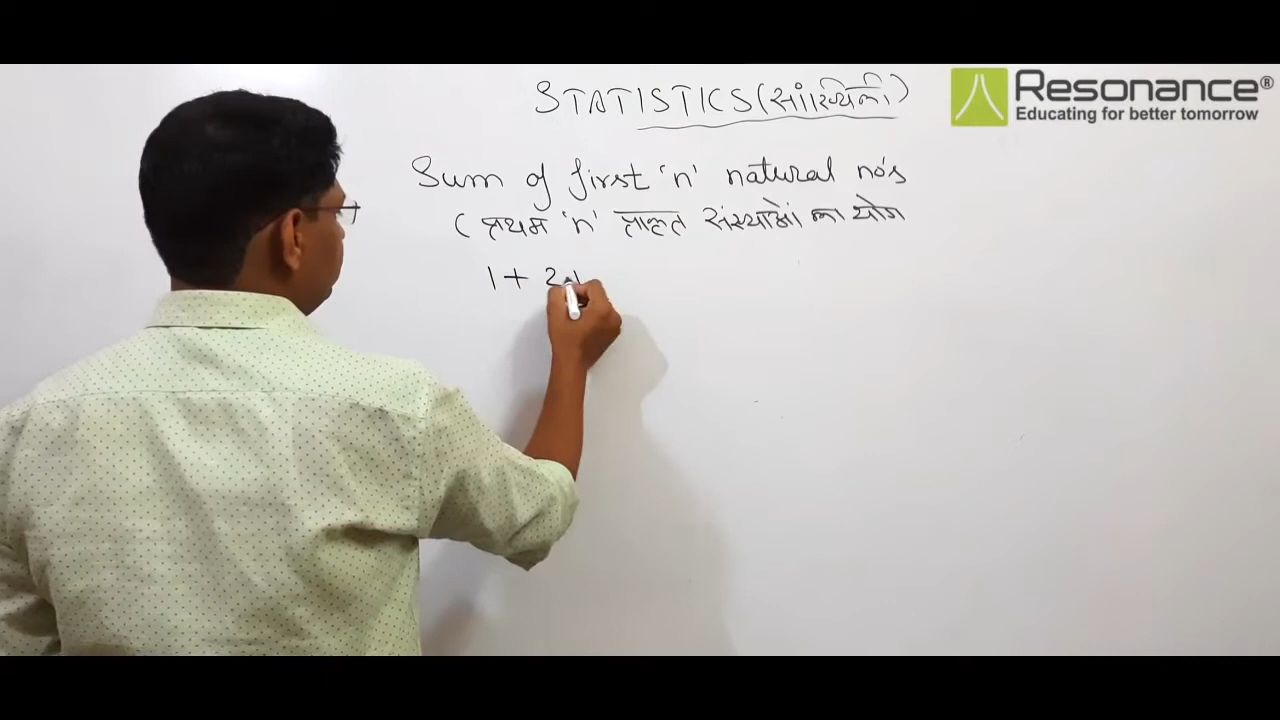 STATISTICS (सांख्यिकी)
Resonance®
Educating for better tomorrow
Sum of first 'n' natural no's
( प्रथम 'n' प्राकृत संख्याओं का योग
1 + 2